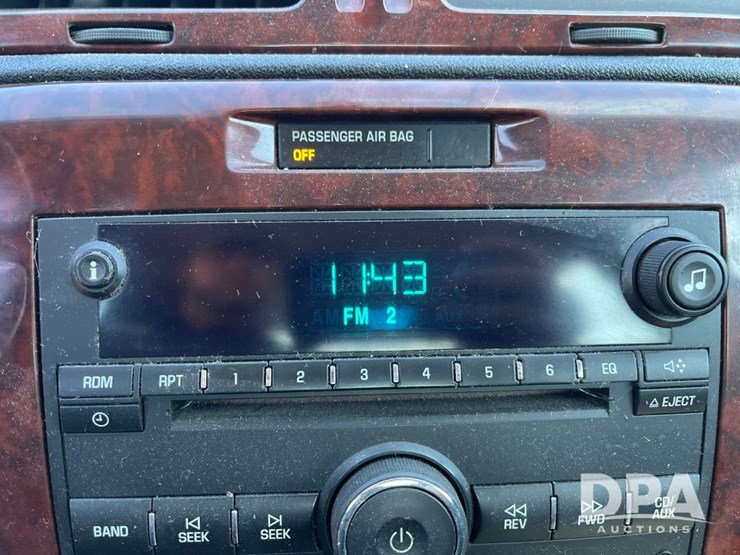 PASSENGER AIR BAG
OFF
11:43
FM 2
RDM RPT 1 2 3 4 5 6 EQ
EJECT
BAND SEEK SEEK REV FWD CD/AUX
DPA
AUCTIONS